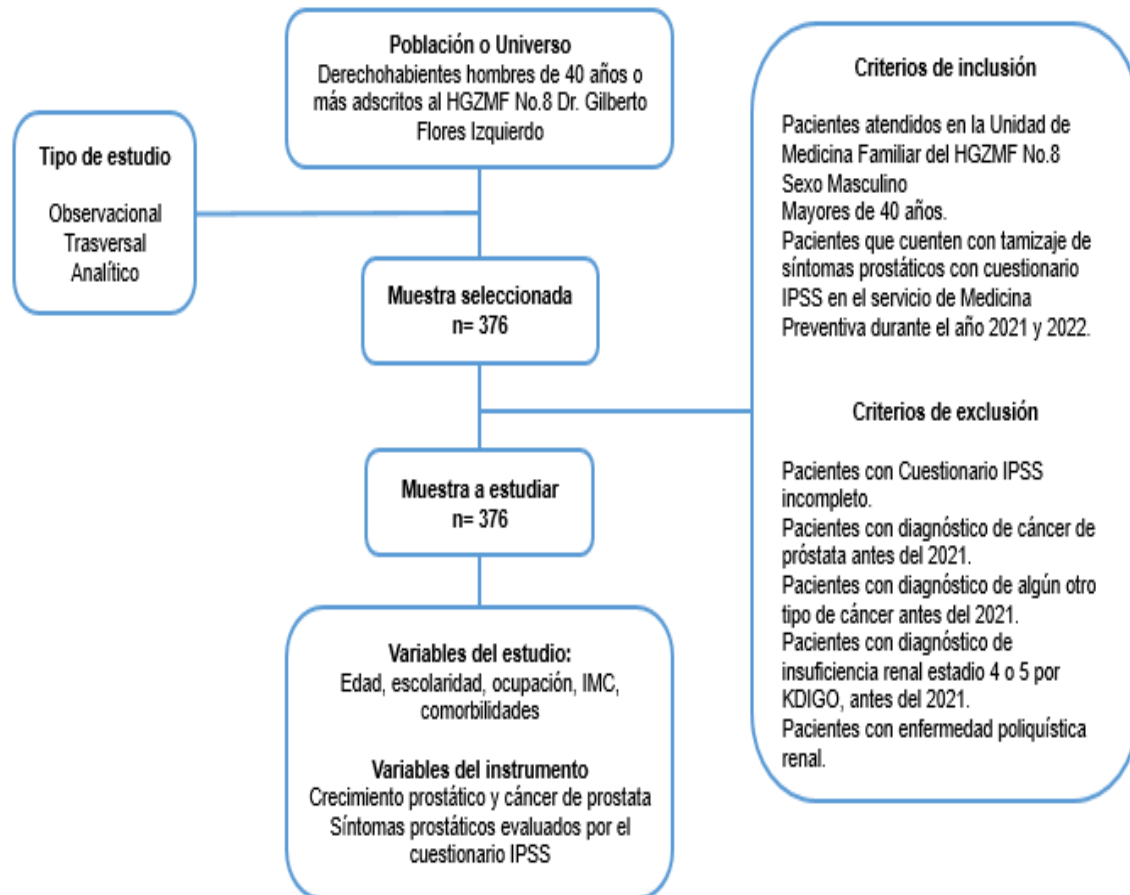 Población o Universo
Derechohabientes hombres de 40 años o
más adscritos al HGZMF No.8 Dr. Gilberto
Flores Izquierdo
Tipo de estudio
Observacional
Trasversal
Analítico
Muestra seleccionada
n= 376
Muestra a estudiar
n= 376
Variables del estudio:
Edad, escolaridad, ocupación, IMC,
comorbilidades
Variables del instrumento
Crecimiento prostático y cáncer de prostata
Síntomas prostáticos evaluados por el
cuestionario IPSS
Criterios de inclusión
Pacientes atendidos en la Unidad de
Medicina Familiar del HGZMF No.8
Sexo Masculino
Mayores de 40 años.
Pacientes que cuenten con tamizaje de
síntomas prostáticos con cuestionario
IPSS en el servicio de Medicina
Preventiva durante el año 2021 y 2022.
Criterios de exclusión
Pacientes con Cuestionario IPSS
incompleto.
Pacientes con diagnóstico de cáncer de
próstata antes del 2021.
Pacientes con diagnóstico de algún otro
tipo de cáncer antes del 2021.
Pacientes con diagnóstico de
insuficiencia renal estadio 4 o 5 por
KDIGO, antes del 2021.
Pacientes con enfermedad poliquística
renal.